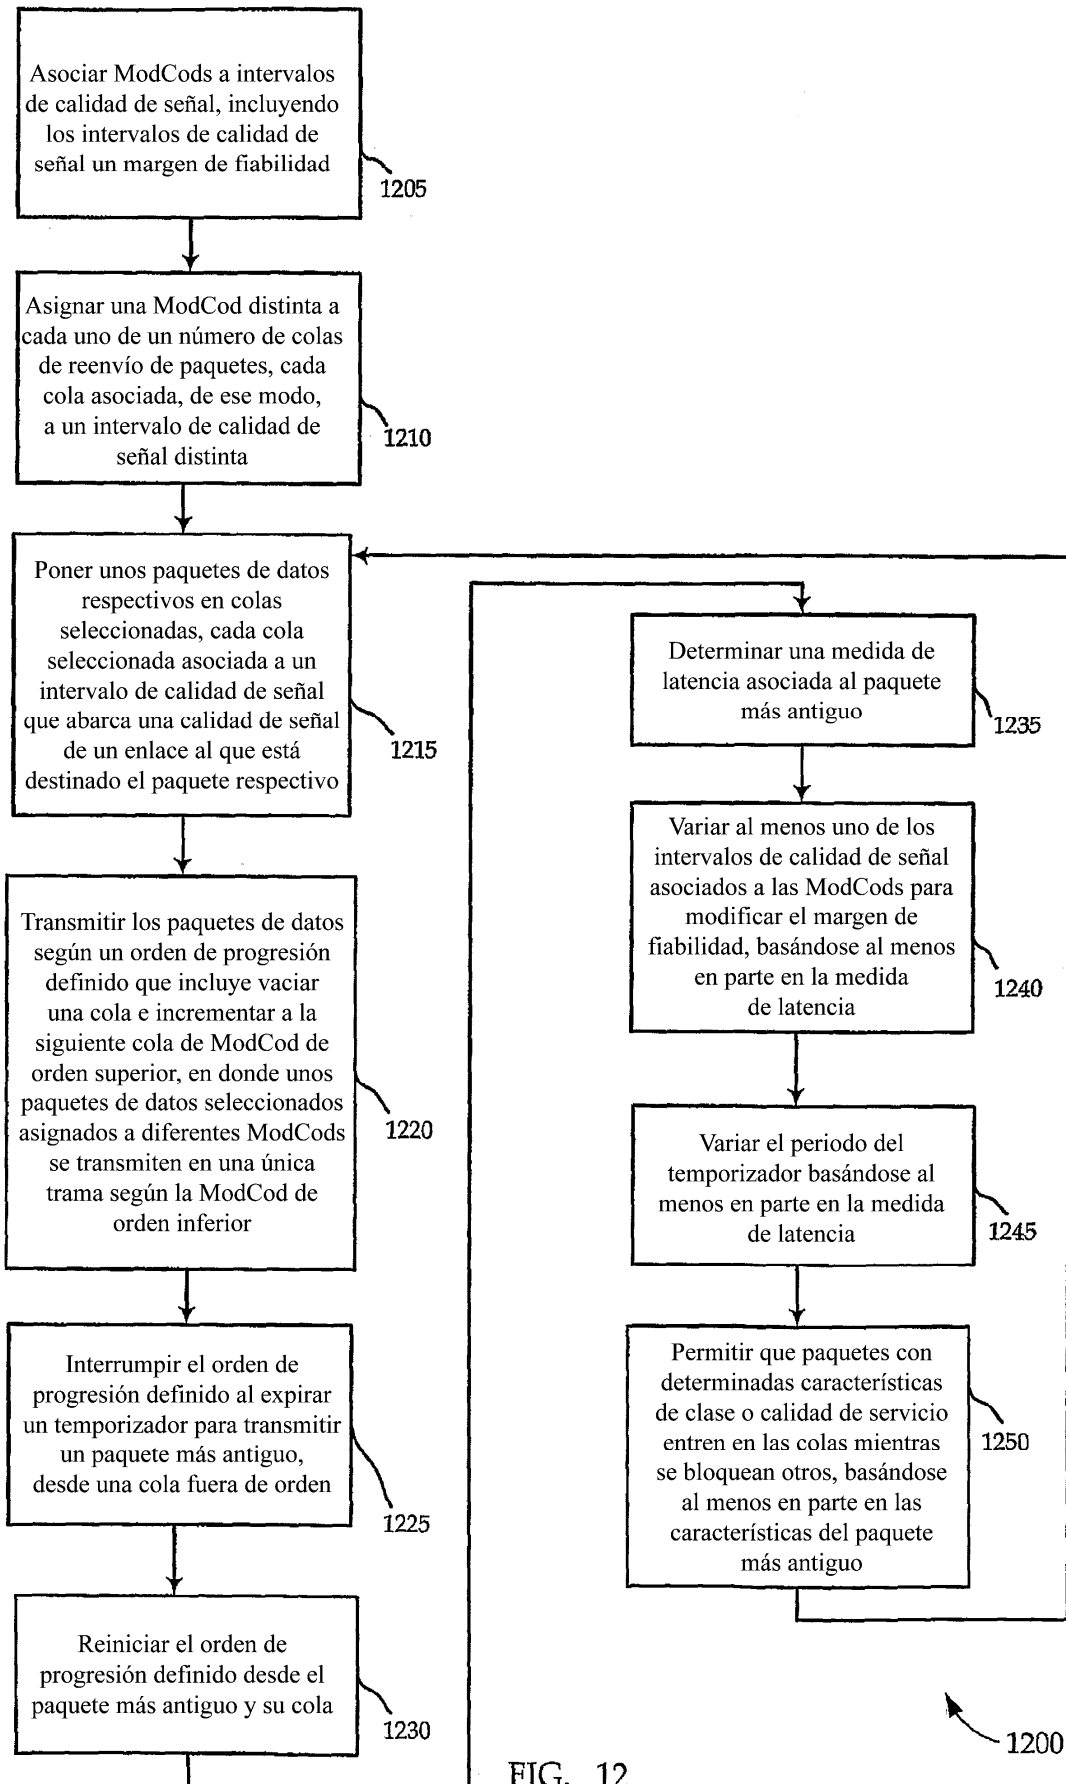 Asociar ModCods a intervalos
de calidad de señal, incluyendo
los intervalos de calidad de
señal un margen de fiabilidad
1205
Asignar una ModCod distinta a
cada uno de un número de colas
de reenvío de paquetes, cada
cola asociada, de ese modo,
a un intervalo de calidad de
señal distinta
1210
Poner unos paquetes de datos
respectivos en colas
seleccionadas, cada cola
seleccionada asociada a un
intervalo de calidad de señal
que abarca una calidad de señal
de un enlace al que está
destinado el paquete respectivo
1215
Transmitir los paquetes de datos
según un orden de progresión
definido que incluye vaciar
una cola e incrementar a la
siguiente cola de ModCod de
orden superior, en donde unos
paquetes de datos seleccionados
asignados a diferentes ModCods
se transmiten en una única
trama según la ModCod de
orden inferior
1220
Interrumpir el orden de
progresión definido al expirar
un temporizador para transmitir
un paquete más antiguo,
desde una cola fuera de orden
1225
Reiniciar el orden de
progresión definido desde el
paquete más antiguo y su cola
1230
Determinar una medida de
latencia asociada al paquete
más antiguo
1235
Variar al menos uno de los
intervalos de calidad de señal
asociados a las ModCods para
modificar el margen de
fiabilidad, basándose al menos
en parte en la medida
de latencia
1240
Variar el periodo del
temporizador basándose al
menos en parte en la medida
de latencia
1245
Permitir que paquetes con
determinadas características
de clase o calidad de servicio
entren en las colas mientras
se bloquean otros, basándose
al menos en parte en las
características del paquete
más antiguo
1250
1200
FIG. 12